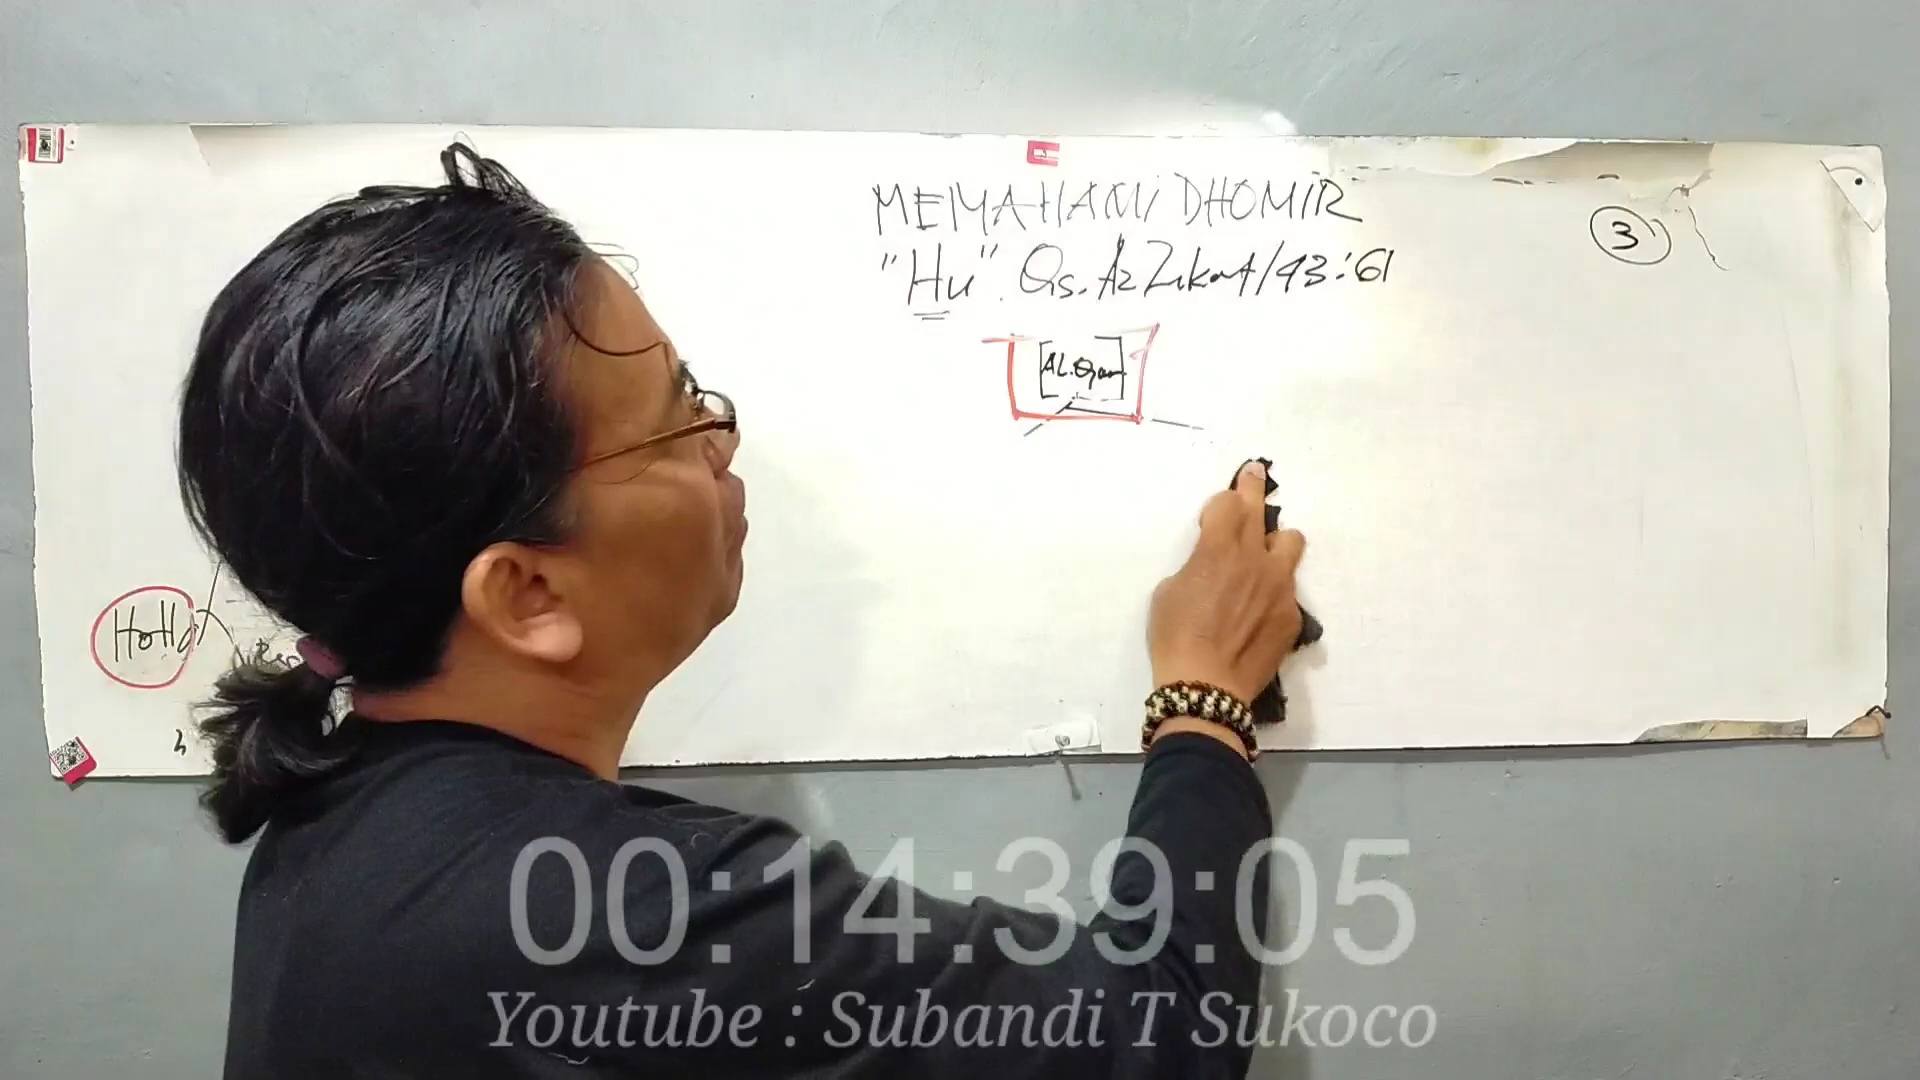 MEMAHAMI DHOMIR
"Hu". Qs. Az Zukruf/43:61
3
AL. Qur'an
Holla
00:14:39:05
Youtube : Subandi T Sukoco